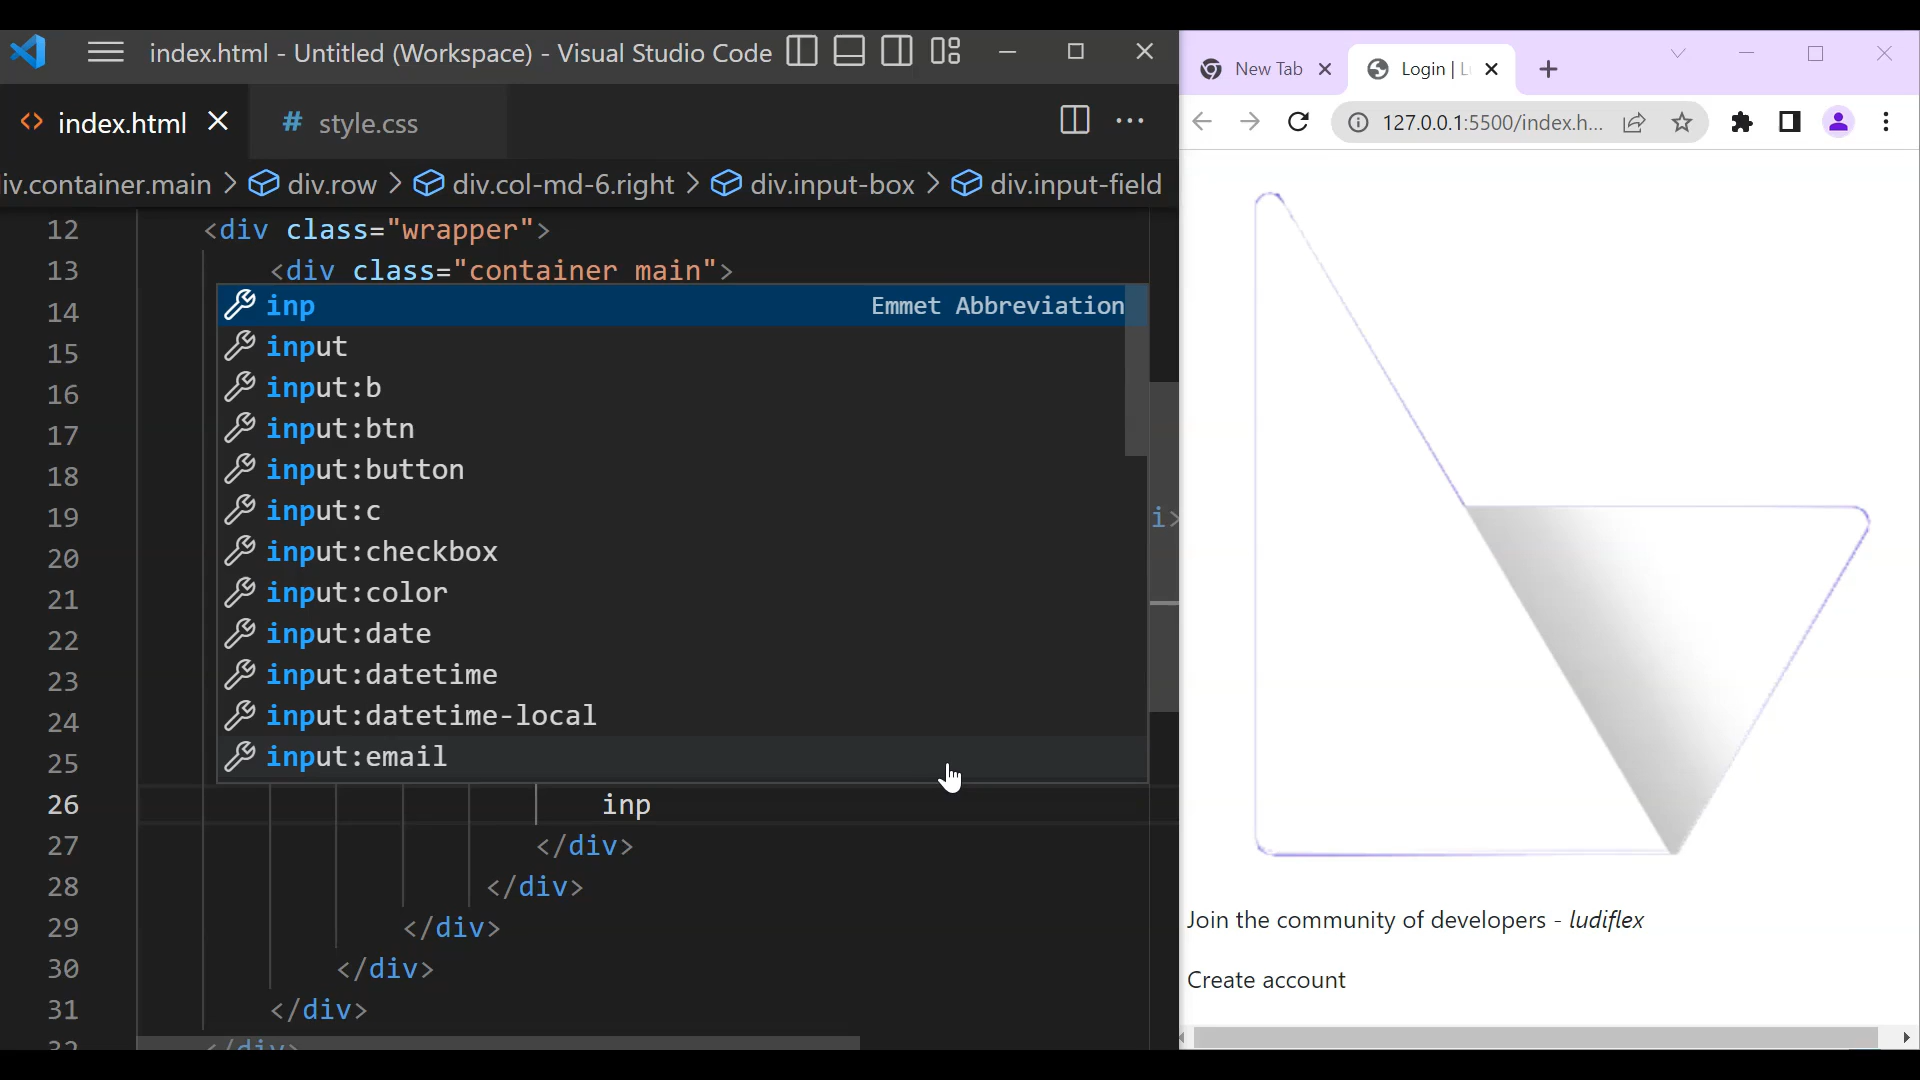 index.html - Untitled (Workspace) - Visual Studio Code
index.html
# style.css
iv.container.main > div.row > div.col-md-6.right > div.input-box > div.input-field
12 <div class="wrapper">
13 <div class="container main">
14
15
16
17
18
19
20
21
22
23
24
25
inp Emmet Abbreviation
input
input:b
input:btn
input:button
input:c
input:checkbox
input:color
input:date
input:datetime
input:datetime-local
input:email
i>
26 inp
27 </div>
28 </div>
29 </div>
30 </div>
31 </div>
32 </div>
New Tab
Login | L
127.0.0.1:5500/index.h...
Join the community of developers - ludiflex
Create account